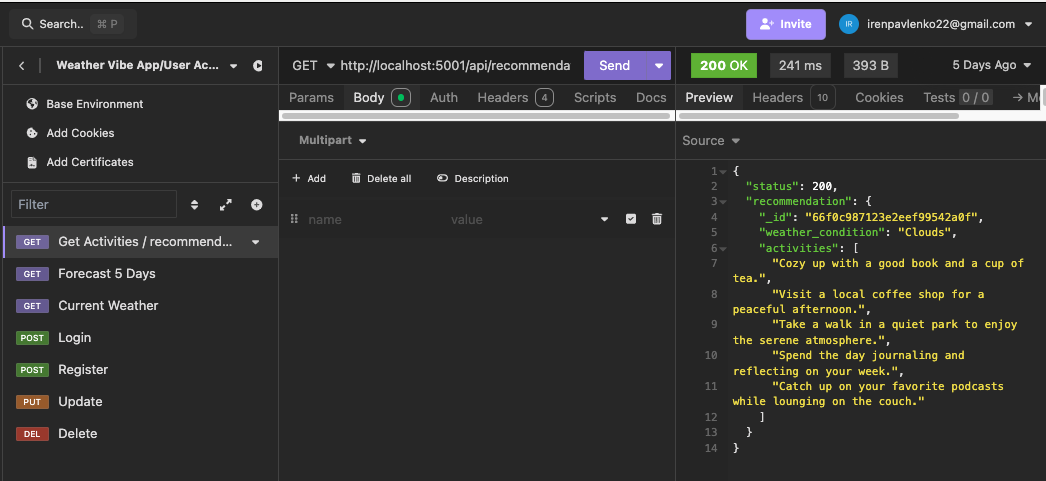 Search.. ⌘ P
Invite
IR
irenpavlenko22@gmail.com
Weather Vibe App/User Ac...
Base Environment
Add Cookies
Add Certificates
Filter
GET Get Activities / recommend...
GET Forecast 5 Days
GET Current Weather
POST Login
POST Register
PUT Update
DEL Delete
GET http://localhost:5001/api/recommenda
Send
Params Body Auth Headers 4 Scripts Docs
Multipart
+ Add Delete all Description
name value
200 OK 241 ms 393 B 5 Days Ago
Preview Headers 10 Cookies Tests 0 / 0 → M
Source
1 {
2 "status": 200,
3 "recommendation": {
4 "_id": "66f0c987123e2eef99542a0f",
5 "weather_condition": "Clouds",
6 "activities": [
7 "Cozy up with a good book and a cup of
tea.",
8 "Visit a local coffee shop for a
peaceful afternoon.",
9 "Take a walk in a quiet park to enjoy
the serene atmosphere.",
10 "Spend the day journaling and
reflecting on your week.",
11 "Catch up on your favorite podcasts
while lounging on the couch."
12 ]
13 }
14 }